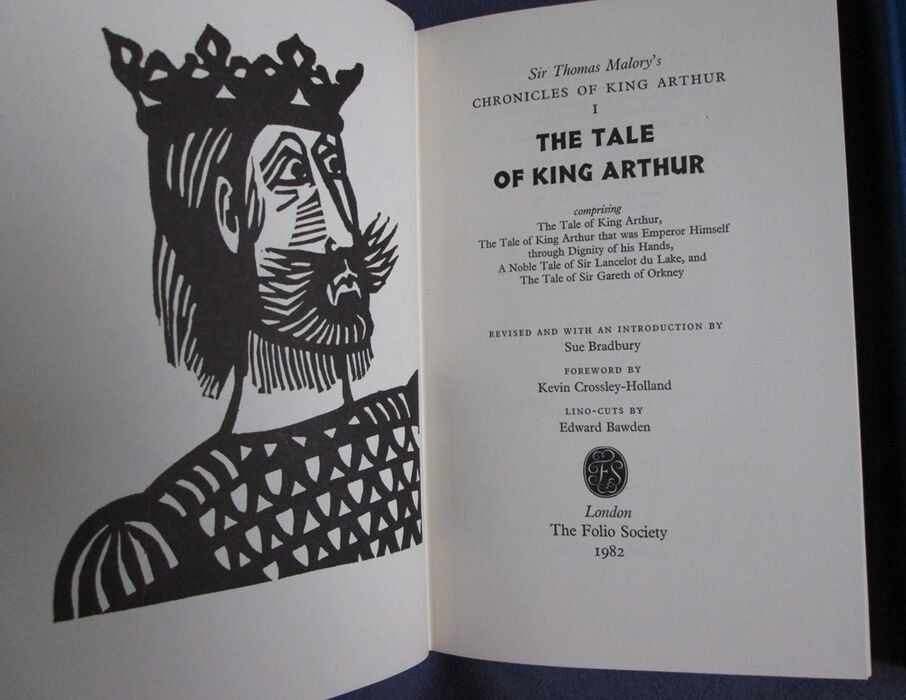 Sir Thomas Malory's
CHRONICLES OF KING ARTHUR
I
THE TALE
OF KING ARTHUR
comprising
The Tale of King Arthur,
The Tale of King Arthur that was Emperor Himself
through Dignity of his Hands,
A Noble Tale of Sir Lancelot du Lake, and
The Tale of Sir Gareth of Orkney
REVISED AND WITH AN INTRODUCTION BY
Sue Bradbury
FOREWORD BY
Kevin Crossley-Holland
LINO-CUTS BY
Edward Bawden
FS
London
The Folio Society
1982